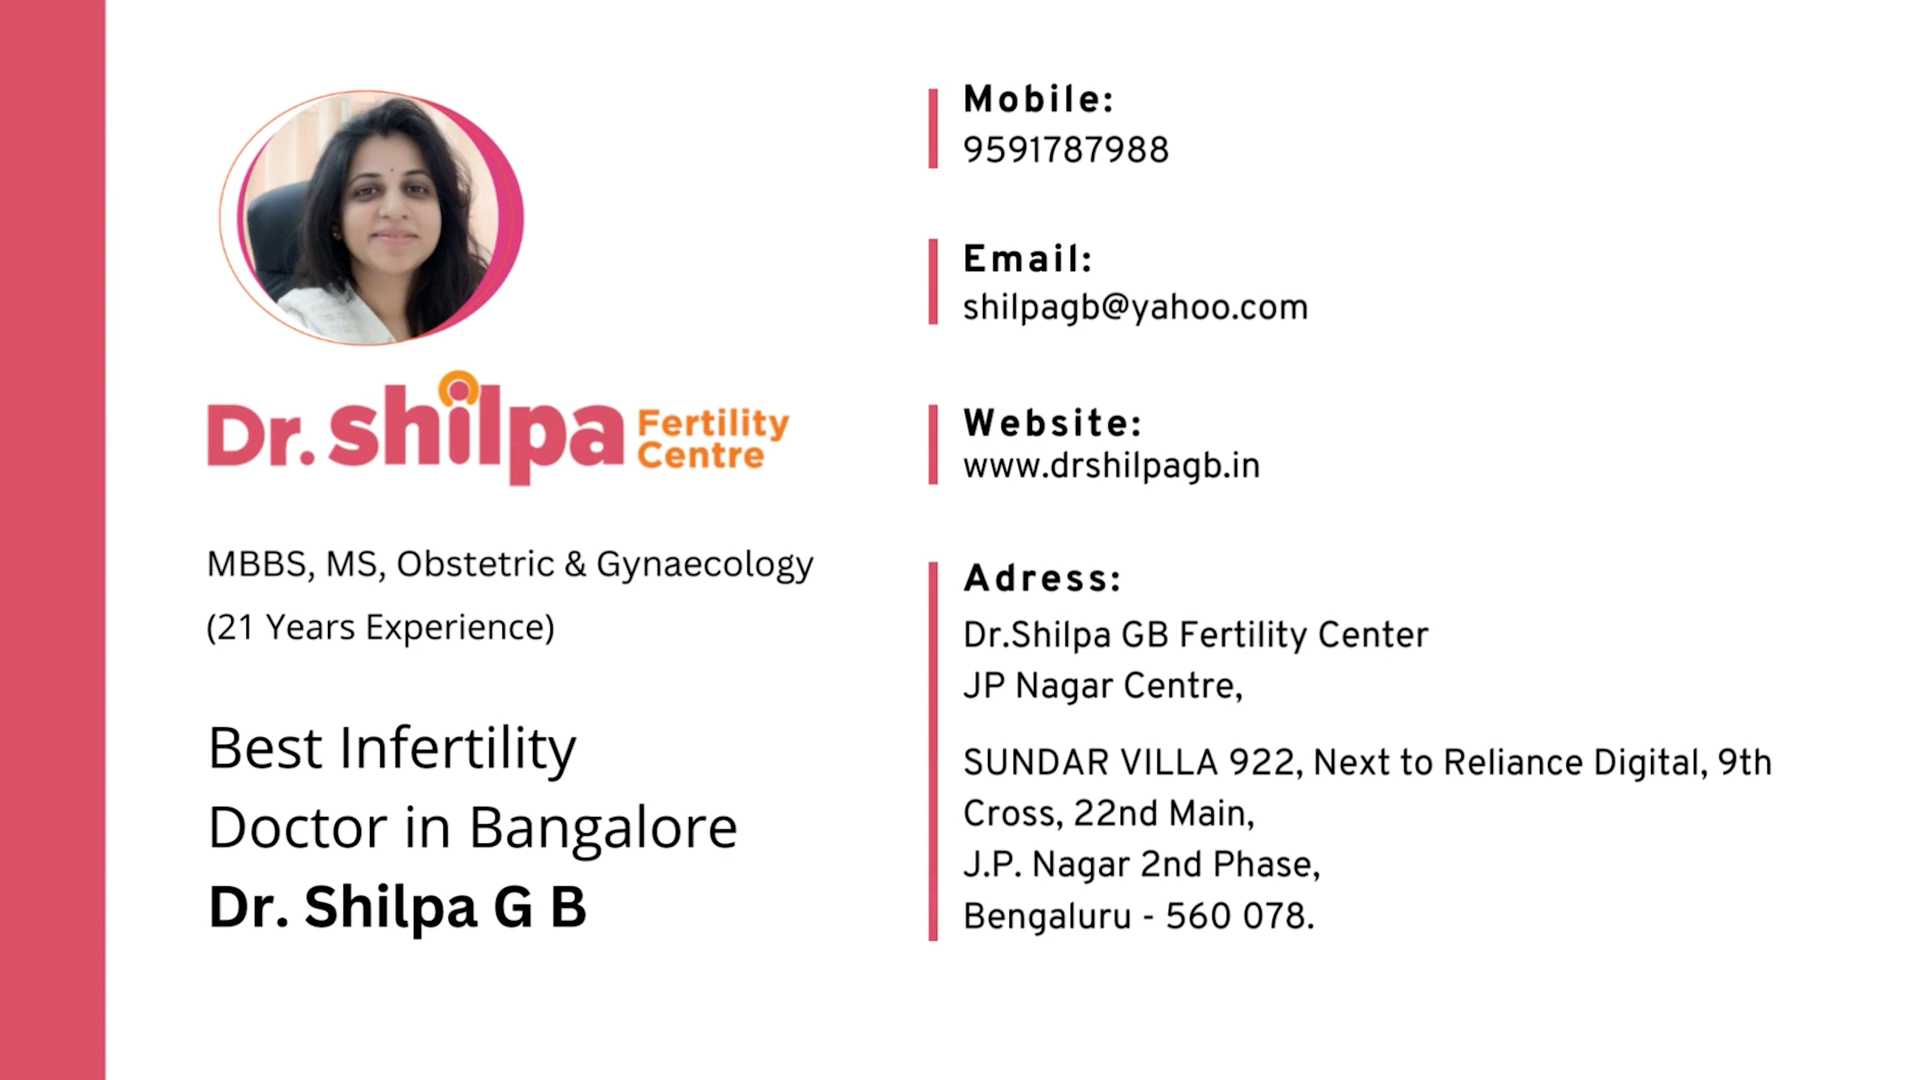 Dr. shilpa Fertility Centre
MBBS, MS, Obstetric & Gynaecology
(21 Years Experience)
Best Infertility
Doctor in Bangalore
Dr. Shilpa G B
Mobile:
9591787988
Email:
shilpagb@yahoo.com
Website:
www.drshilpagb.in
Adress:
Dr.Shilpa GB Fertility Center
JP Nagar Centre,
SUNDAR VILLA 922, Next to Reliance Digital, 9th
Cross, 22nd Main,
J.P. Nagar 2nd Phase,
Bengaluru - 560 078.